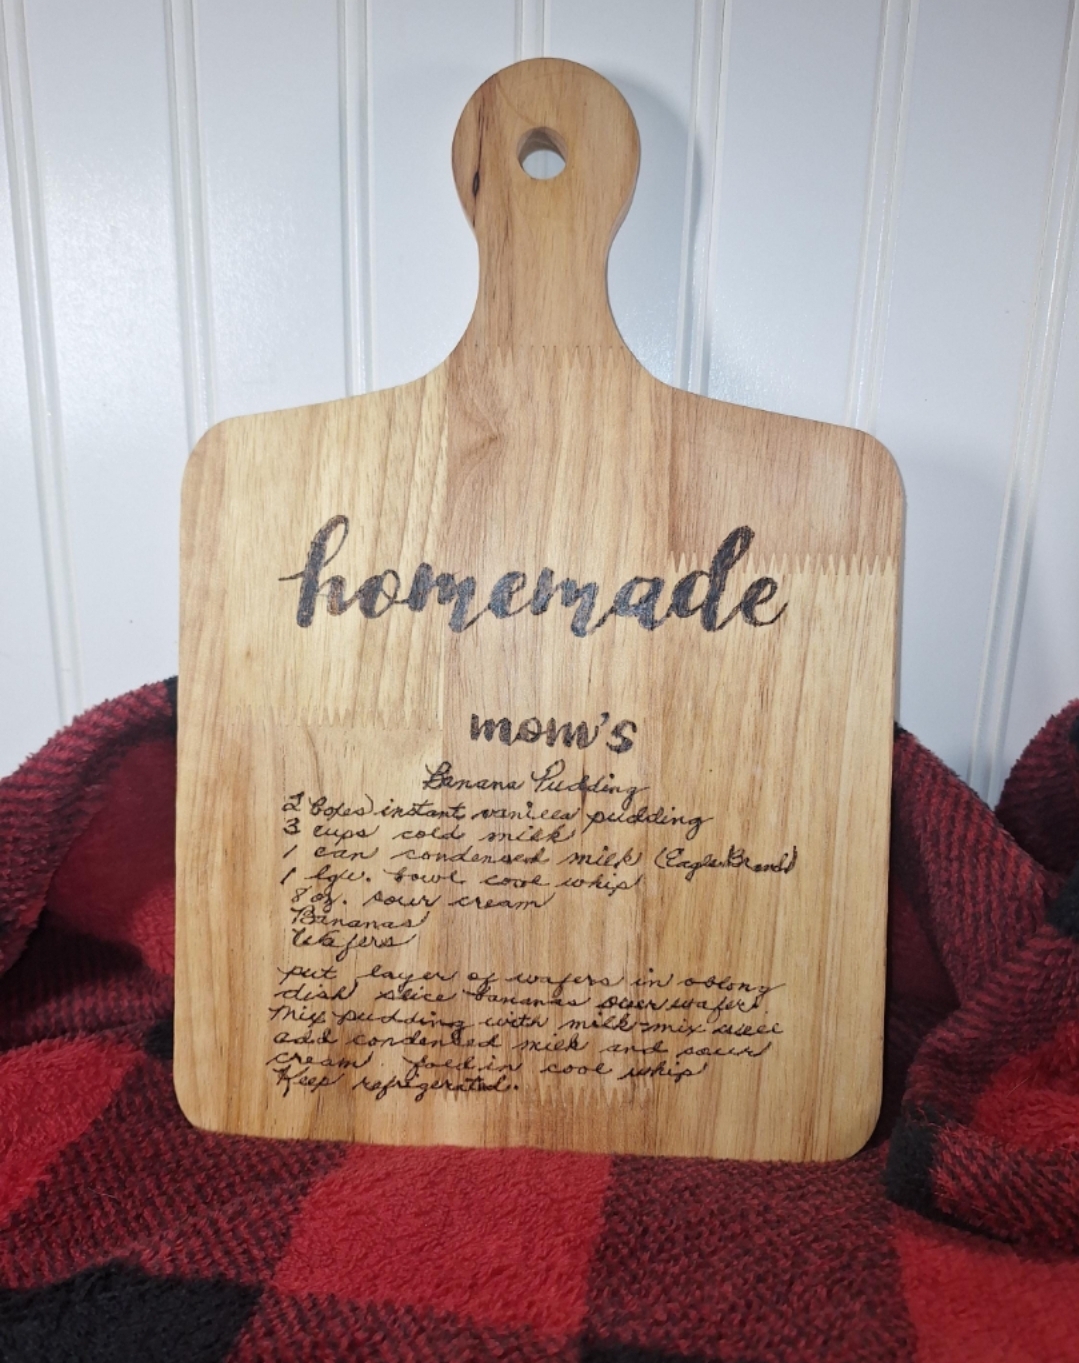 homemade
mom's
Banana Pudding
2 boxes instant vanilla pudding
3 cups cold milk
1 can condensed milk (Eagle Brand)
1 lge. bowl cool whip
8 oz. sour cream
Bananas
Wafers
put layer of wafers in oblong
dish slice bananas over wafers.
Mix pudding with milk-mix well
add condensed milk and sour
cream. fold in cool whip
Keep refrigerated.